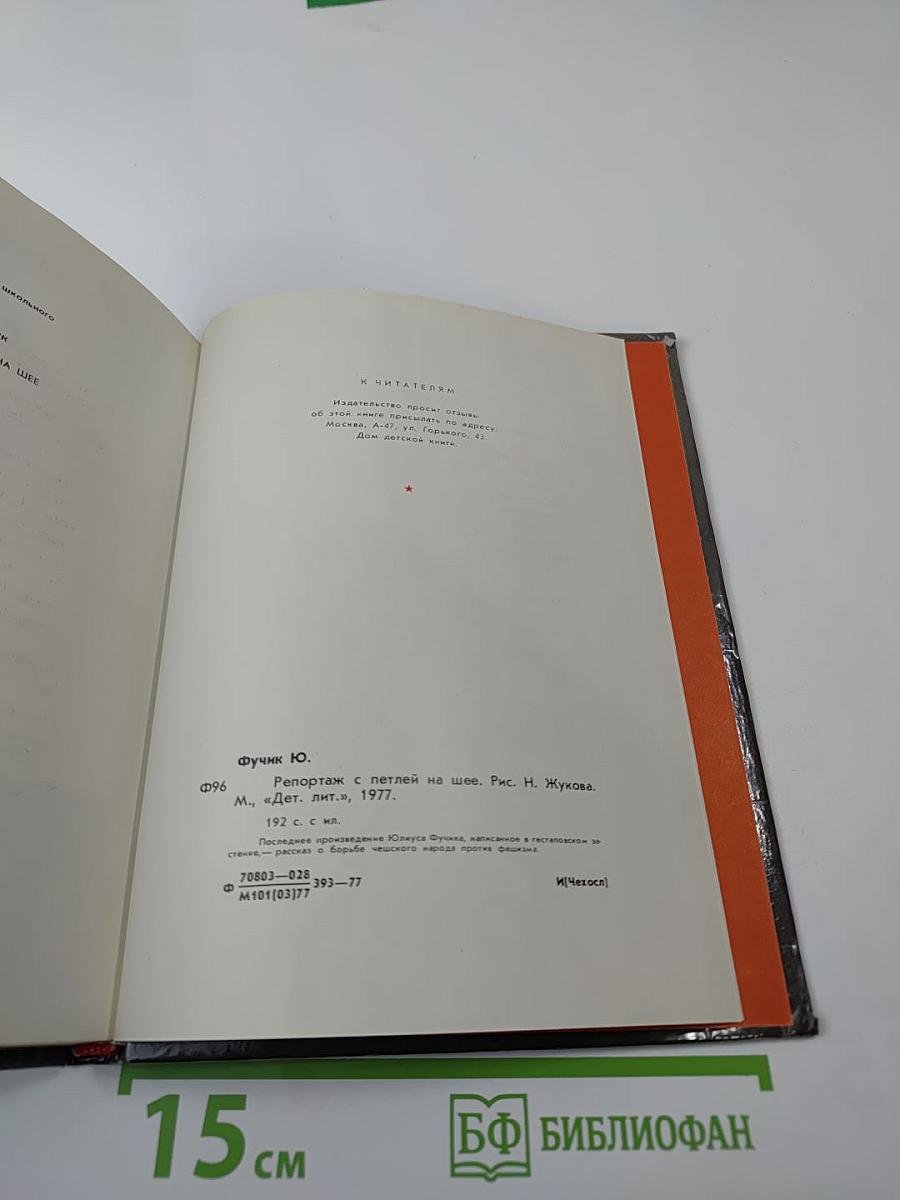 школьного
НА ШЕЕ
К ЧИТАТЕЛЯМ
Издательство просит отзывы
об этой книге присылать по адресу:
Москва, А-47, ул. Горького, 43.
Дом детской книги.
Фучик Ю.
Ф96 Репортаж с петлей на шее. Рис. Н. Жукова.
М., «Дет. лит.», 1977.
192 с. с ил.
Последнее произведение Юлиуса Фучика, написанное в гестаповском за-
стенке,— рассказ о борьбе чешского народа против фашизма.
70803—028
Ф 393—77 И(Чехосл)
М101(03)77
15 см
БФ БИБЛИОФАН